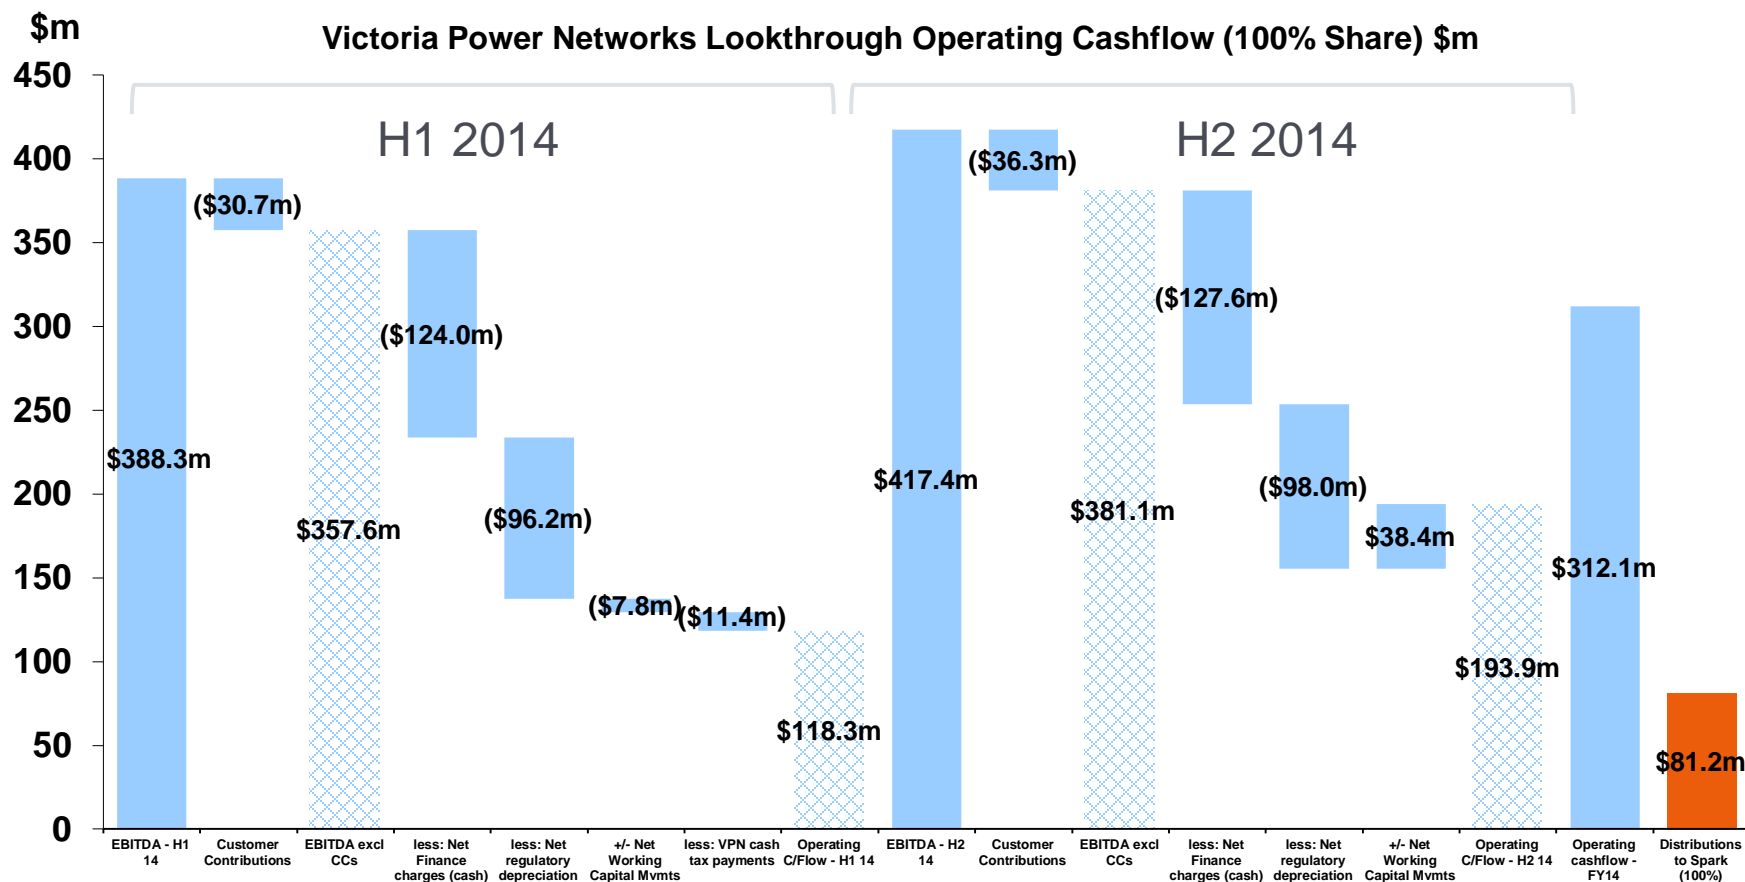 $m
Victoria Power Networks Lookthrough Operating Cashflow (100% Share) $m
450
400
350
300
250
200
150
100
50
0
H1 2014
H2 2014
$388.3m
($30.7m)
$357.6m
($124.0m)
($96.2m)
($7.8m)
($11.4m)
$118.3m
$417.4m
($36.3m)
$381.1m
($127.6m)
($98.0m)
$38.4m
$193.9m
$312.1m
$81.2m
EBITDA - H1
14
Customer
Contributions
EBITDA excl
CCs
less: Net
Finance
charges (cash)
less: Net
regulatory
depreciation
+/- Net
Working
Capital Mvmts
less: VPN cash
tax payments
Operating
C/Flow - H1 14
EBITDA - H2
14
Customer
Contributions
EBITDA excl
CCs
less: Net
Finance
charges (cash)
less: Net
regulatory
depreciation
+/- Net
Working
Capital Mvmts
Operating
C/Flow - H2 14
Operating
cashflow -
FY14
Distributions
to Spark
(100%)